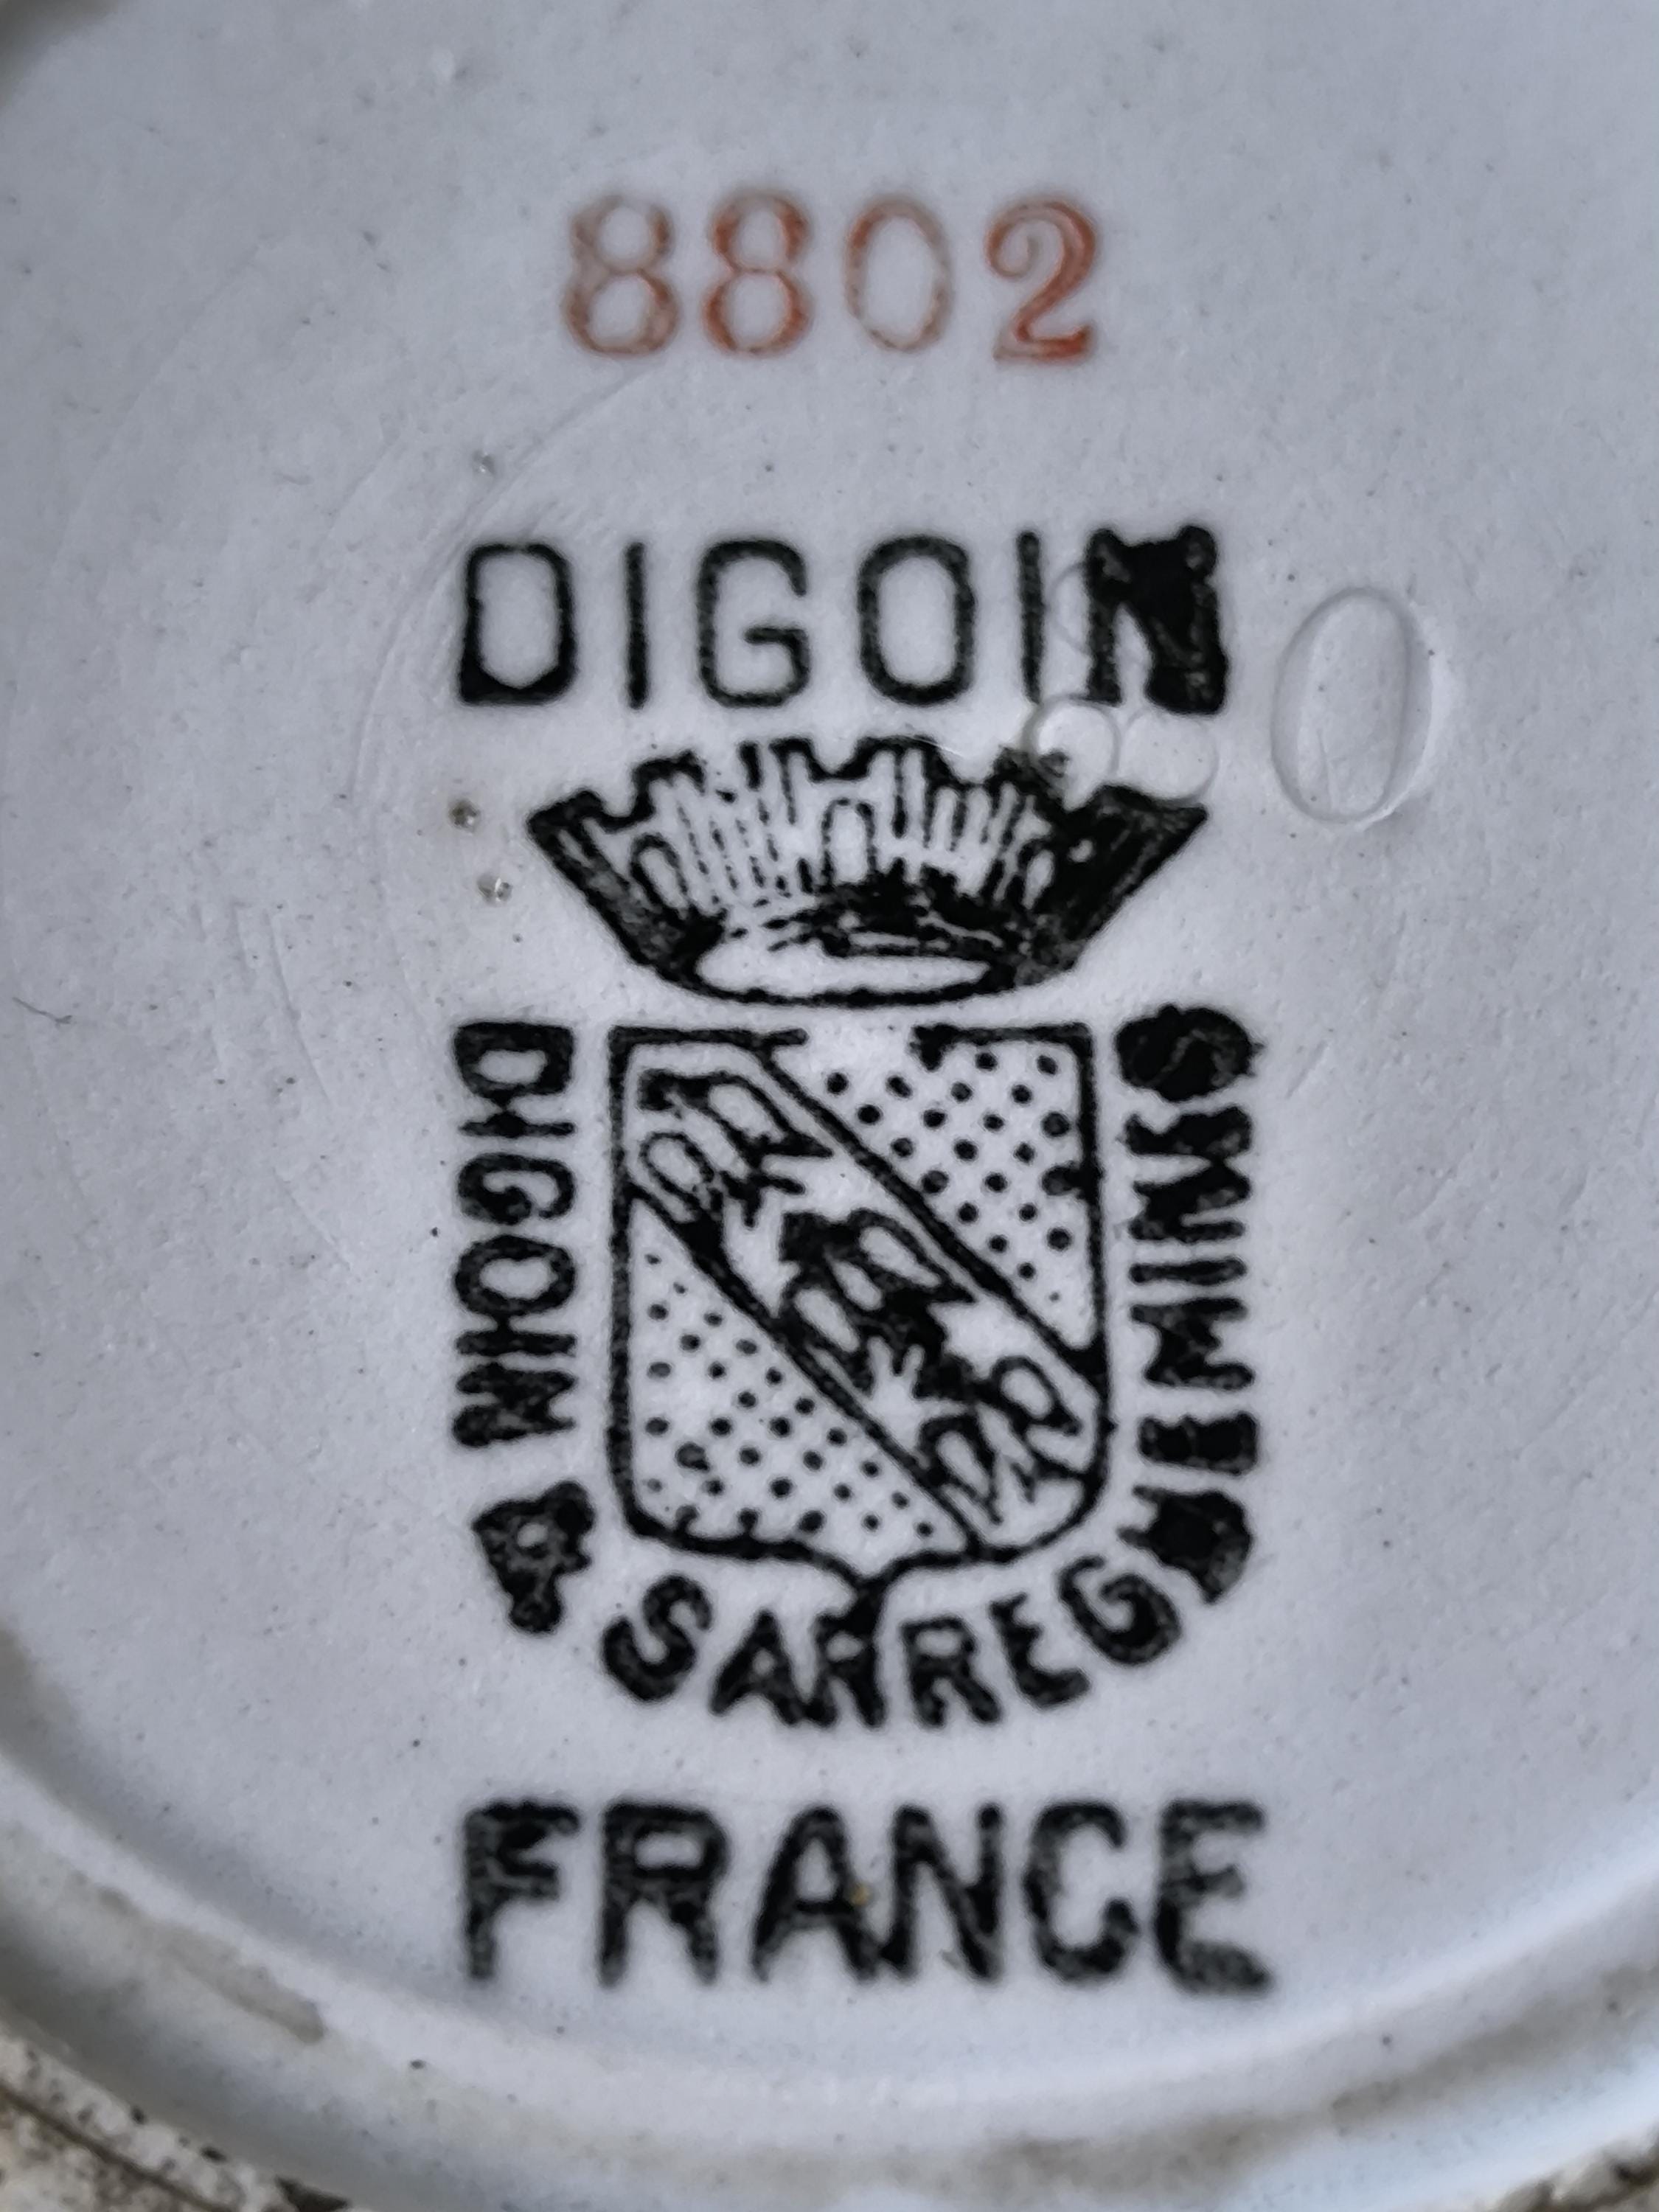 8802
DIGOIN
DIGOIN & SARREGUEMINES
FRANCE
0